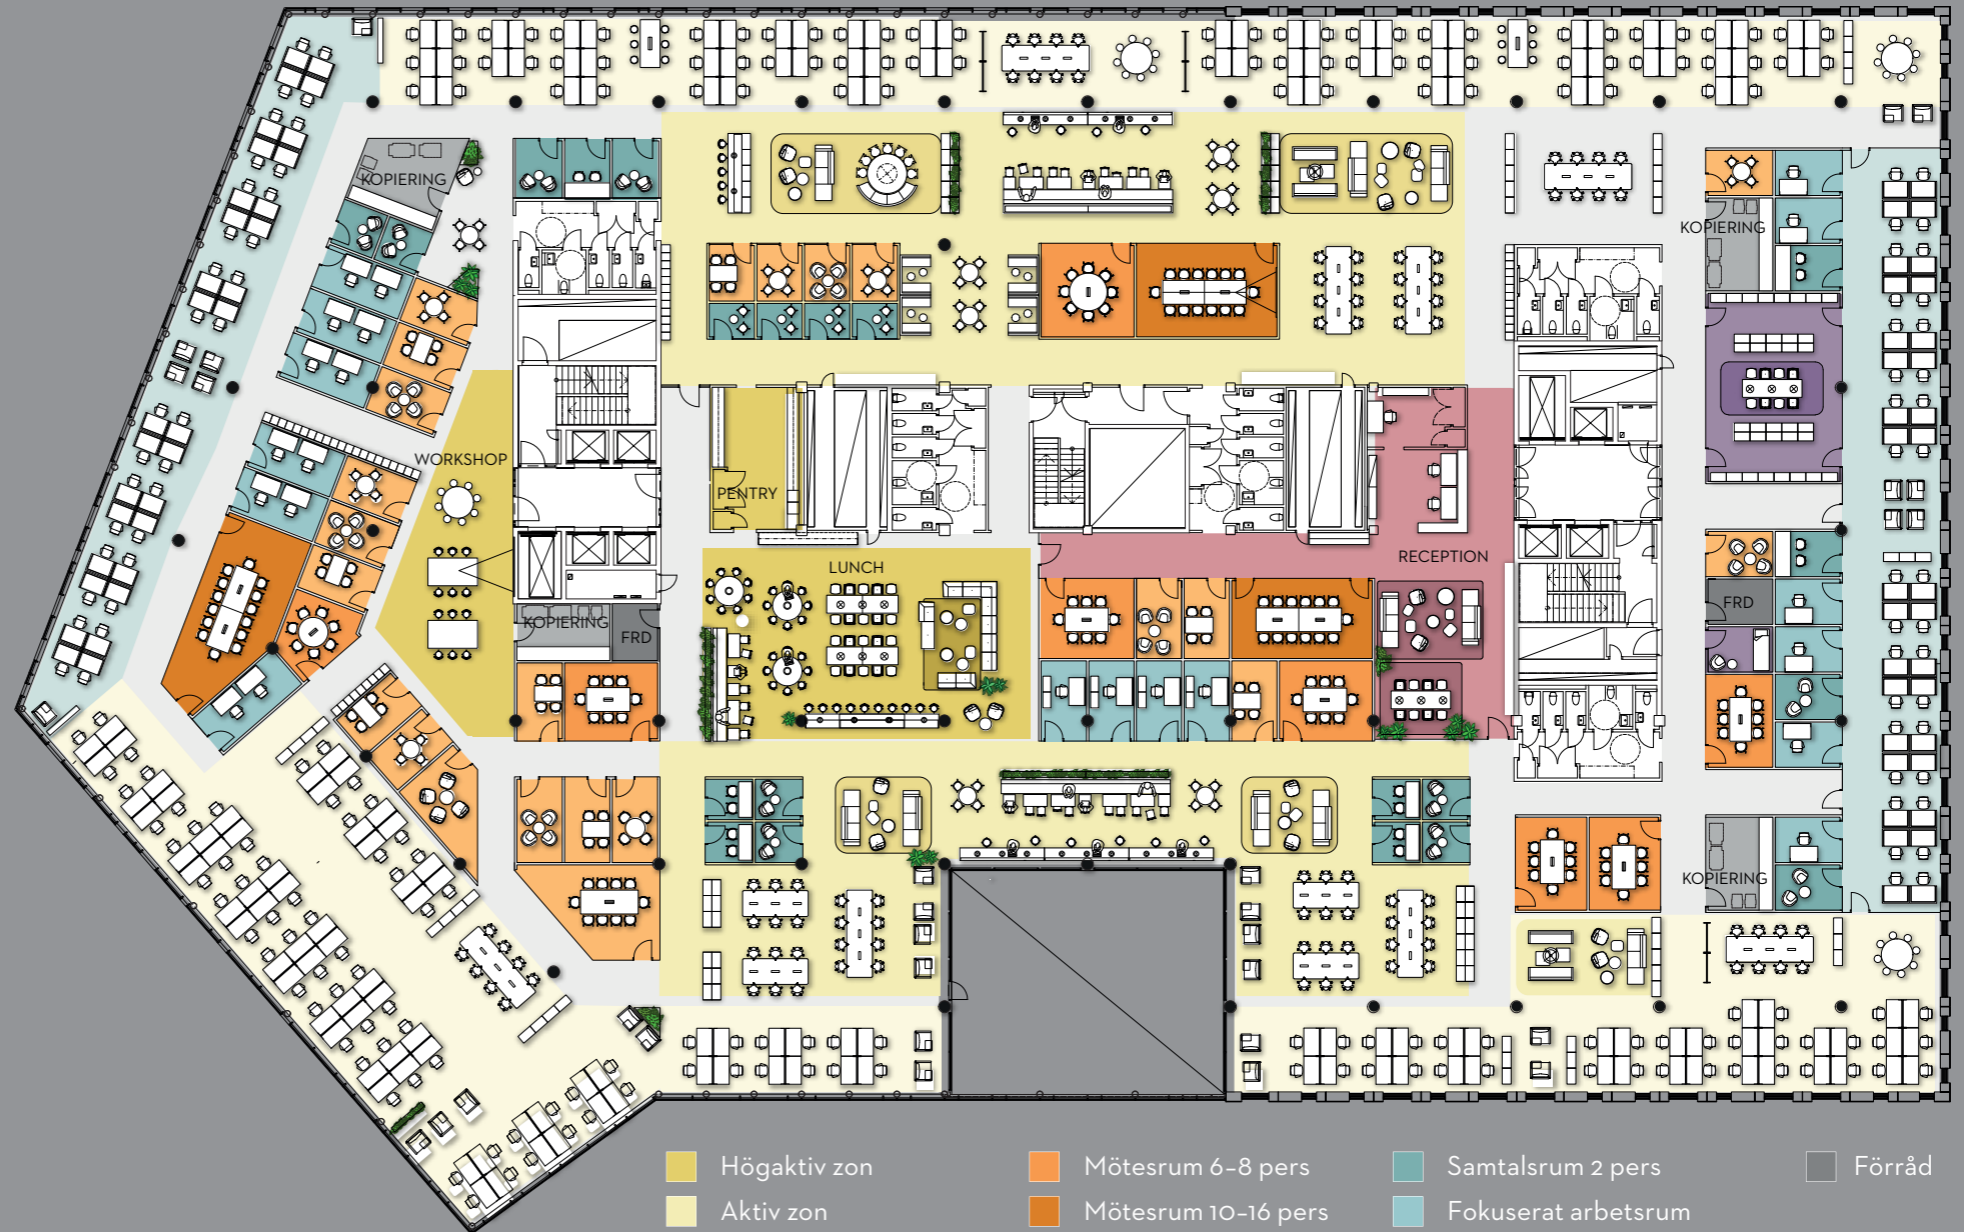 KOPIERING
KOPIERING
WORKSHOP
PENTRY
RECEPTION
LUNCH
FRD
KOPIERING
FRD
KOPIERING
Högaktiv zon
Mötesrum 6–8 pers
Samtalsrum 2 pers
Förråd
Aktiv zon
Mötesrum 10–16 pers
Fokuserat arbetsrum